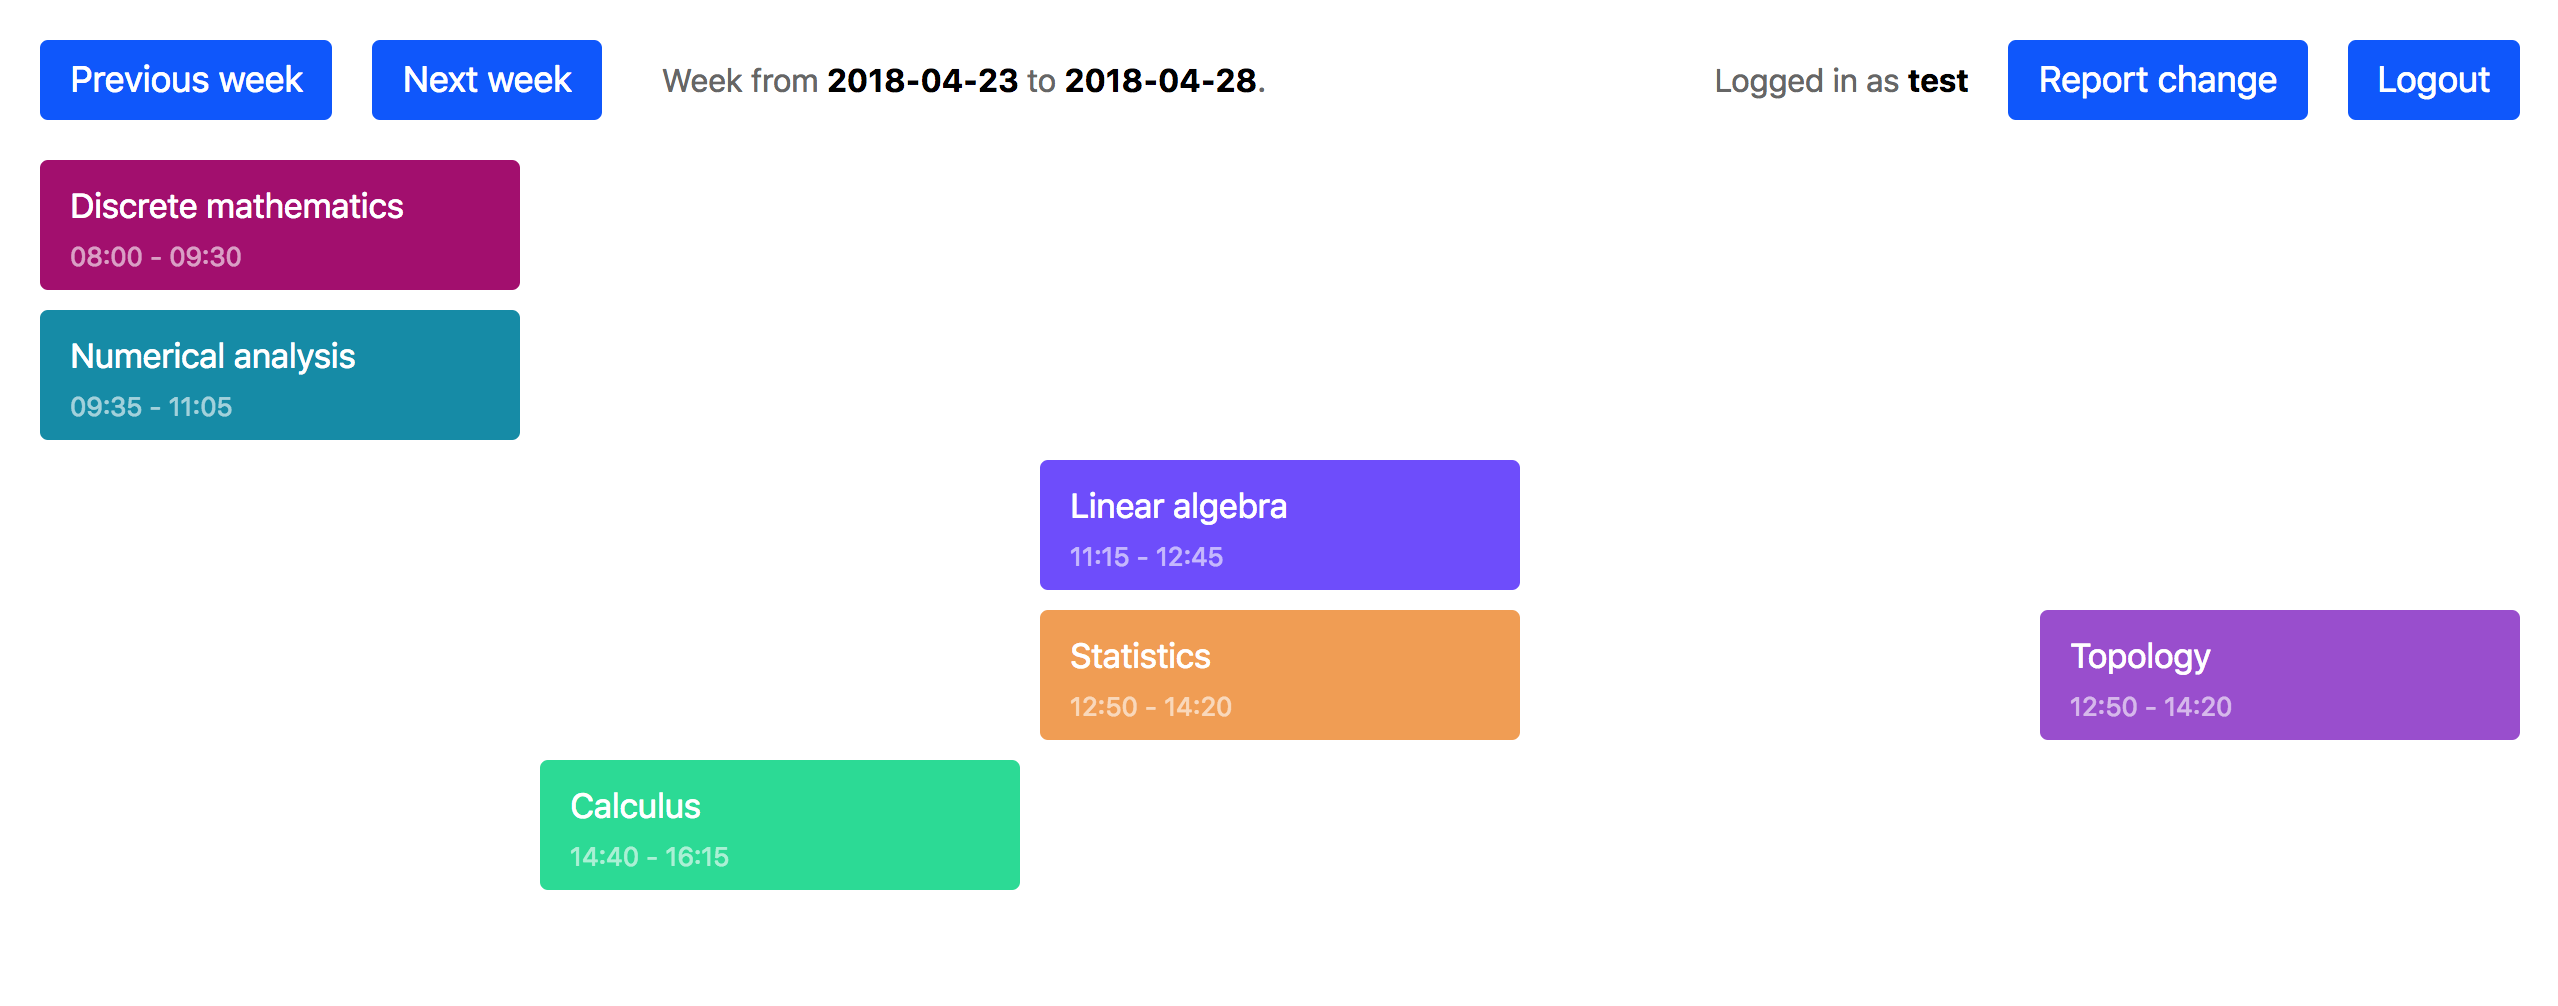 Previous week
Next week
Week from 2018-04-23 to 2018-04-28.
Logged in as test
Report change
Logout
Discrete mathematics
08:00 - 09:30
Numerical analysis
09:35 - 11:05
Linear algebra
11:15 - 12:45
Statistics
12:50 - 14:20
Topology
12:50 - 14:20
Calculus
14:40 - 16:15